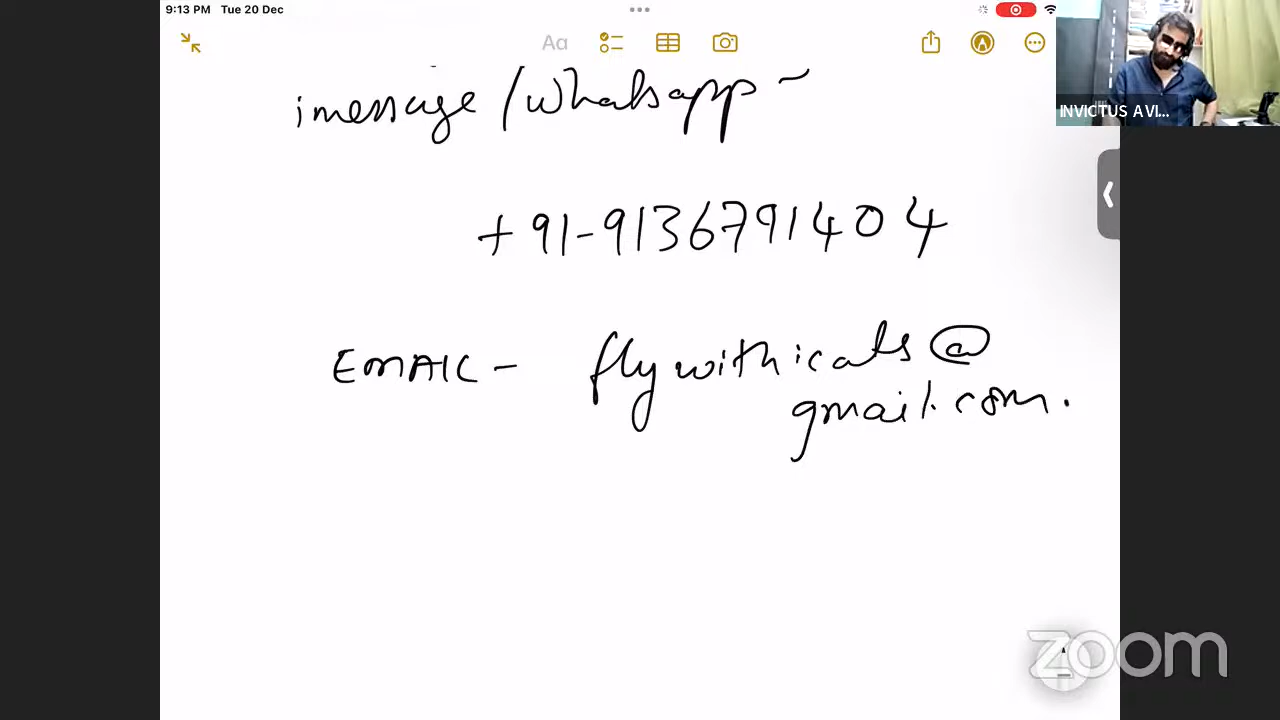 9:13 PM Tue 20 Dec
Aa
INVICTUS AVI...
imessage/whatsapp -
+91-9136791404
EMAIL - flywithicats@
gmail.com.
zoom